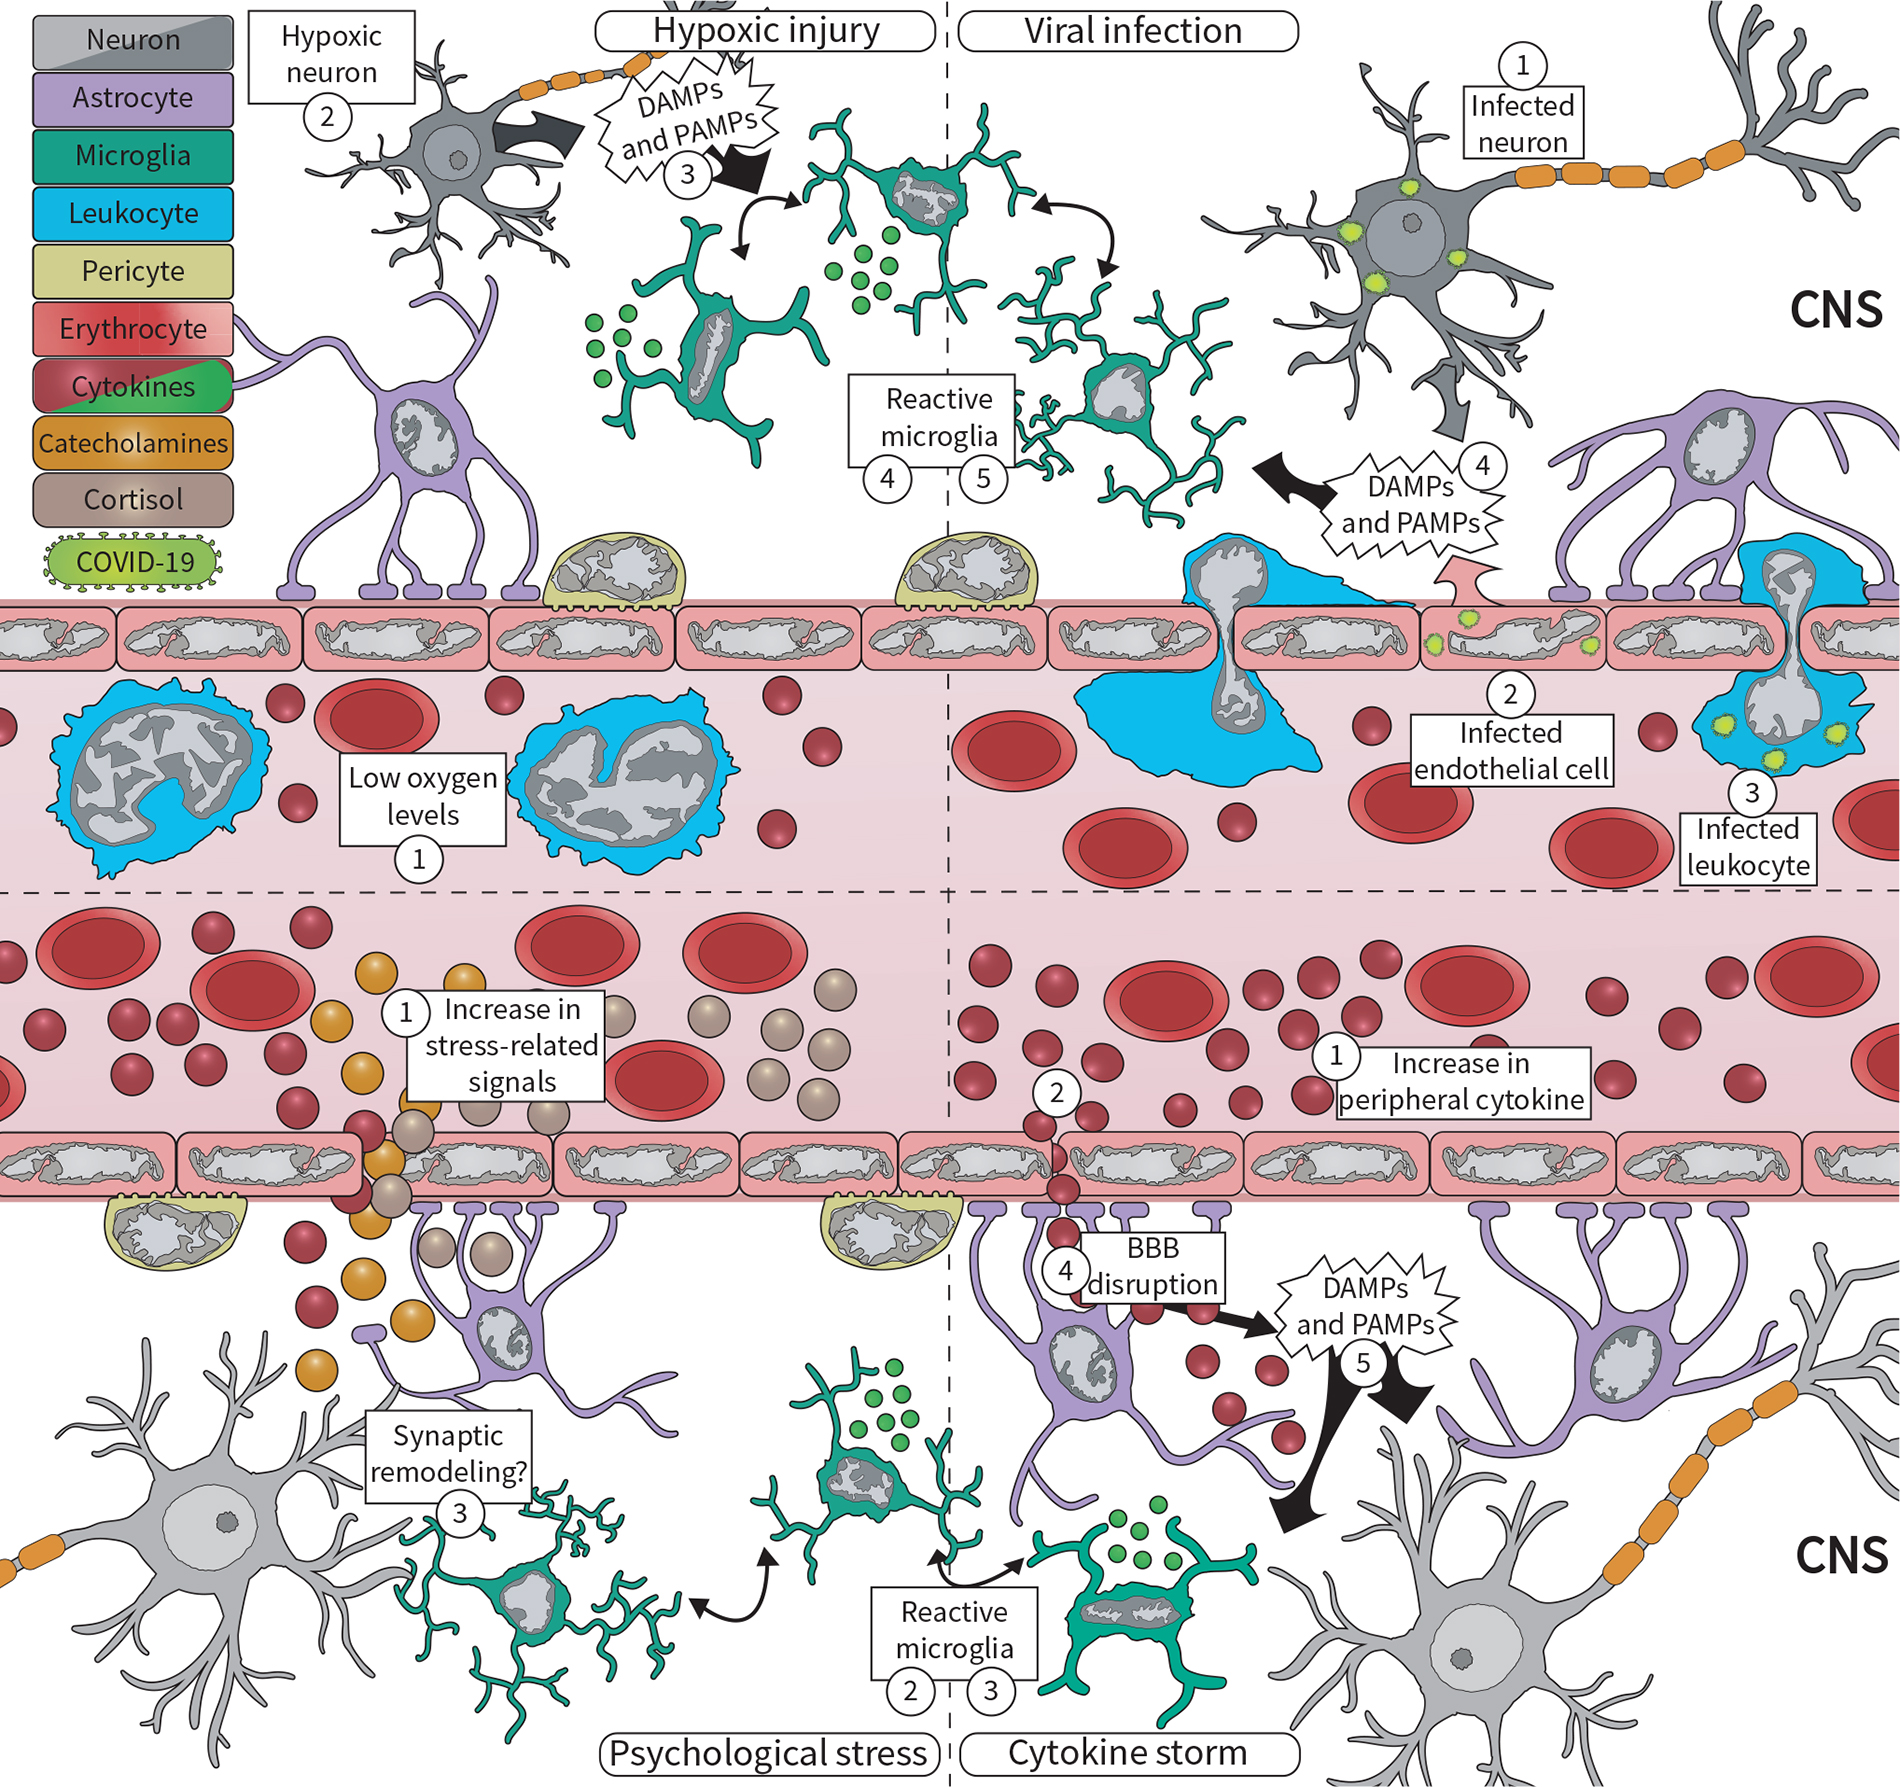 Neuron
Astrocyte
Microglia
Leukocyte
Pericyte
Erythrocyte
Cytokines
Catecholamines
Cortisol
COVID-19
Hypoxic injury
Hypoxic
neuron
2
DAMPs
and PAMPs
3
Viral infection
1
Infected
neuron
CNS
Reactive
microglia
4
5
4
DAMPs
and PAMPs
Low oxygen
levels
1
2
Infected
endothelial cell
3
Infected
leukocyte
1
Increase in
stress-related
signals
2
1
Increase in
peripheral cytokine
4
BBB
disruption
DAMPs
and PAMPs
5
Synaptic
remodeling?
3
Reactive
microglia
2
3
CNS
Psychological stress
Cytokine storm